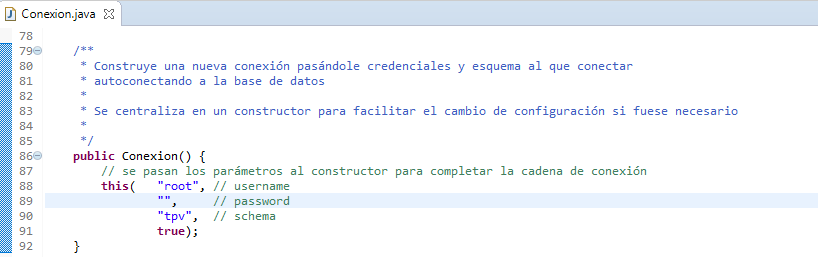 Conexion.java
78
79 /**
80 * Construye una nueva conexión pasándole credenciales y esquema al que conectar
81 * autoconectando a la base de datos
82 *
83 * Se centraliza en un constructor para facilitar el cambio de configuración si fuese necesario
84 *
85 */
86 public Conexion() {
87 // se pasan los parámetros al constructor para completar la cadena de conexión
88 this( "root", // username
89 "", // password
90 "tpv", // schema
91 true);
92 }